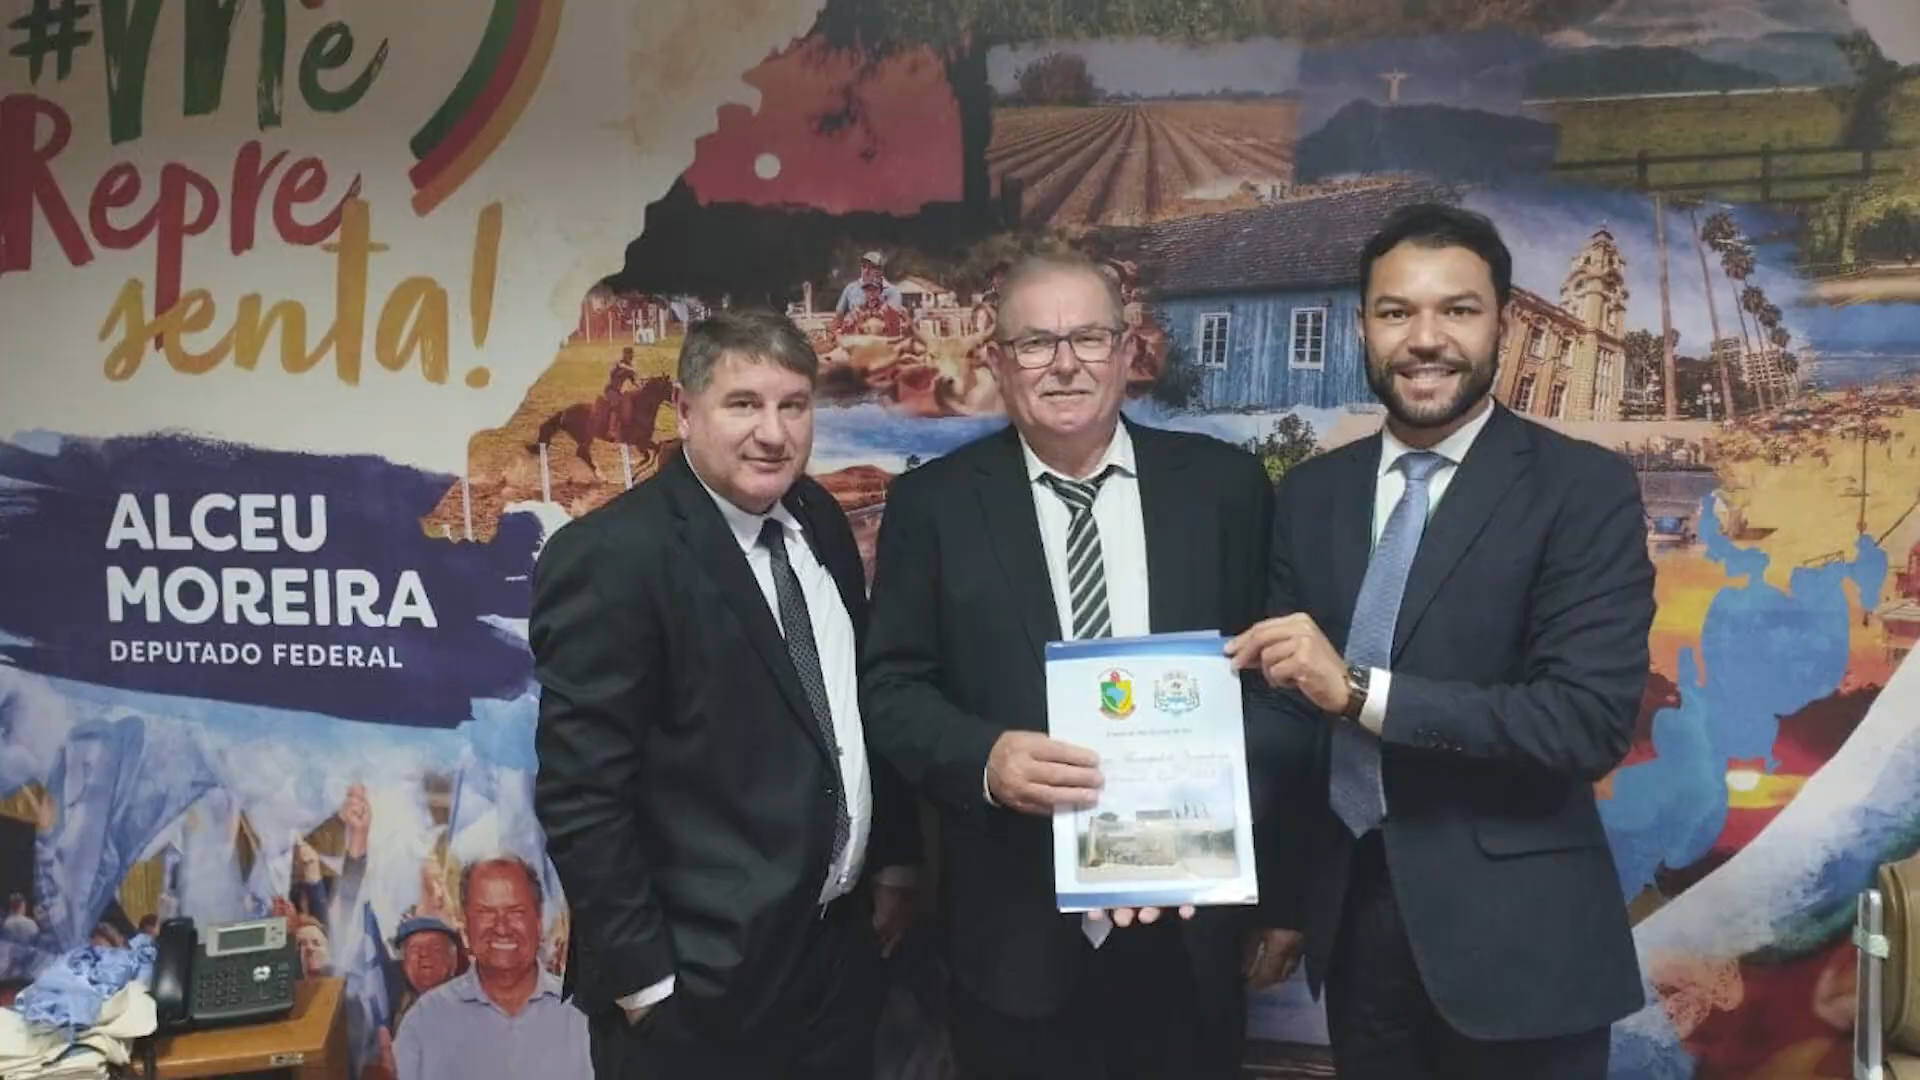 #Me
Repre
senta!
ALCEU
MOREIRA
DEPUTADO FEDERAL